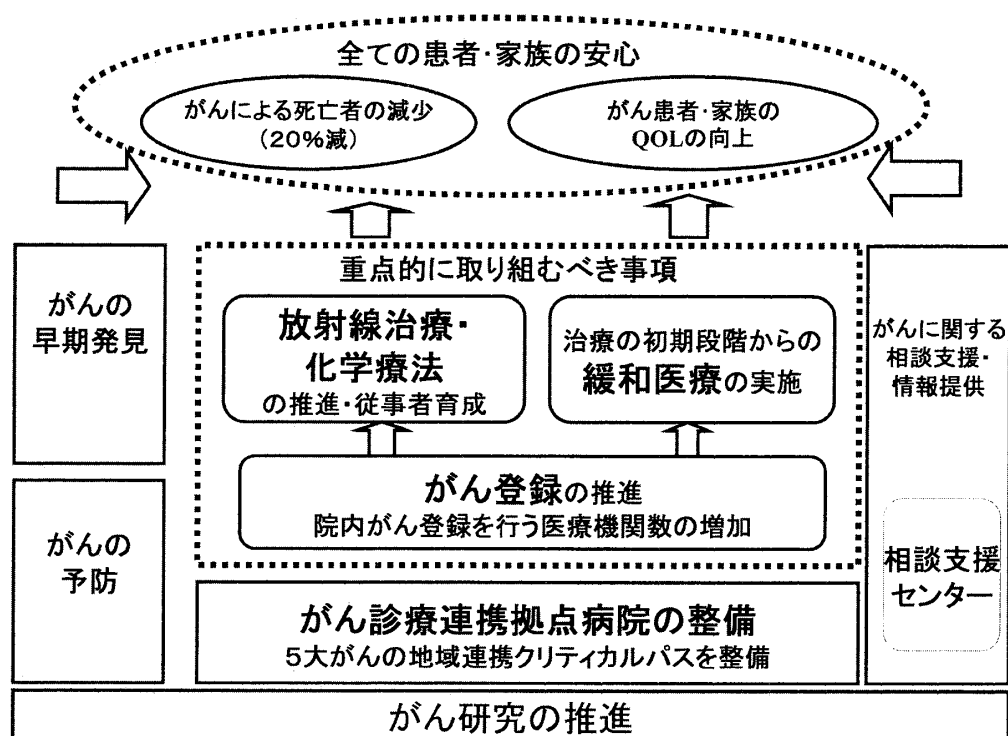 全ての患者・家族の安心
がんによる死亡者の減少
(20%減)
がん患者・家族の
QOLの向上
がんの
早期発見
がんの
予防
重点的に取り組むべき事項
放射線治療・
化学療法
の推進・従事者育成
治療の初期段階からの
緩和医療の実施
がん登録の推進
院内がん登録を行う医療機関数の増加
がん診療連携拠点病院の整備
5大がんの地域連携クリティカルパスを整備
がんに関する
相談支援・
情報提供
相談支援
センター
がん研究の推進